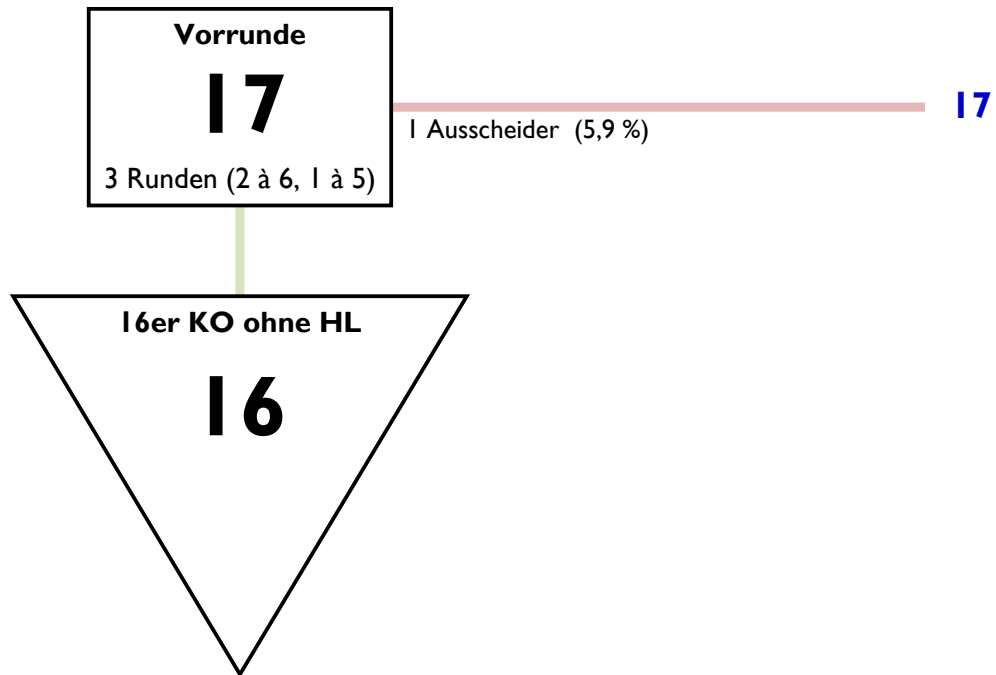 Vorrunde
17
17
1 Ausscheider (5,9 %)
3 Runden (2 à 6, 1 à 5)
16er KO ohne HL
16